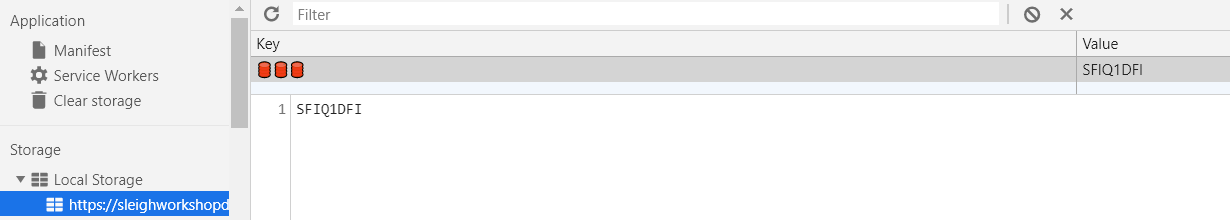 Application
Manifest
Service Workers
Clear storage
Storage
Local Storage
https://sleighworkshopd
Filter
Key Value
SFIQ1DFI
1 SFIQ1DFI